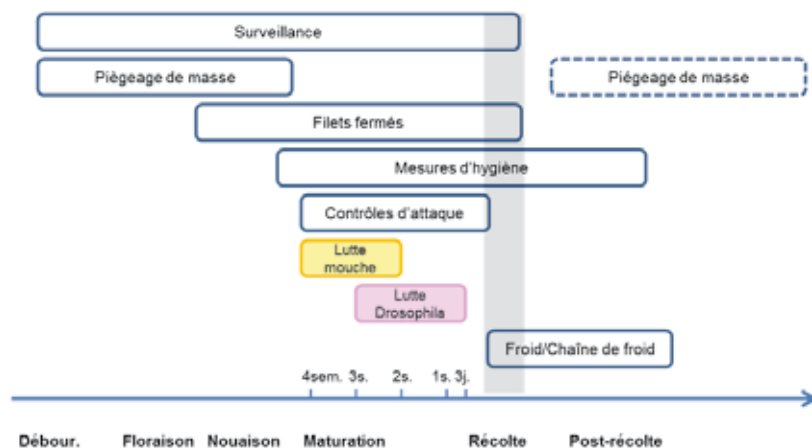 Surveillance
Piègeage de masse
Piégeage de masse
Filets fermés
Mesures d'hygiène
Contrôles d'attaque
Lutte
mouche
Lutte
Drosophila
Froid/Chaîne de froid
4sem. 3s. 2s. 1s. 3j.
Débour. Floraison Nouaison Maturation Récolte Post-récolte